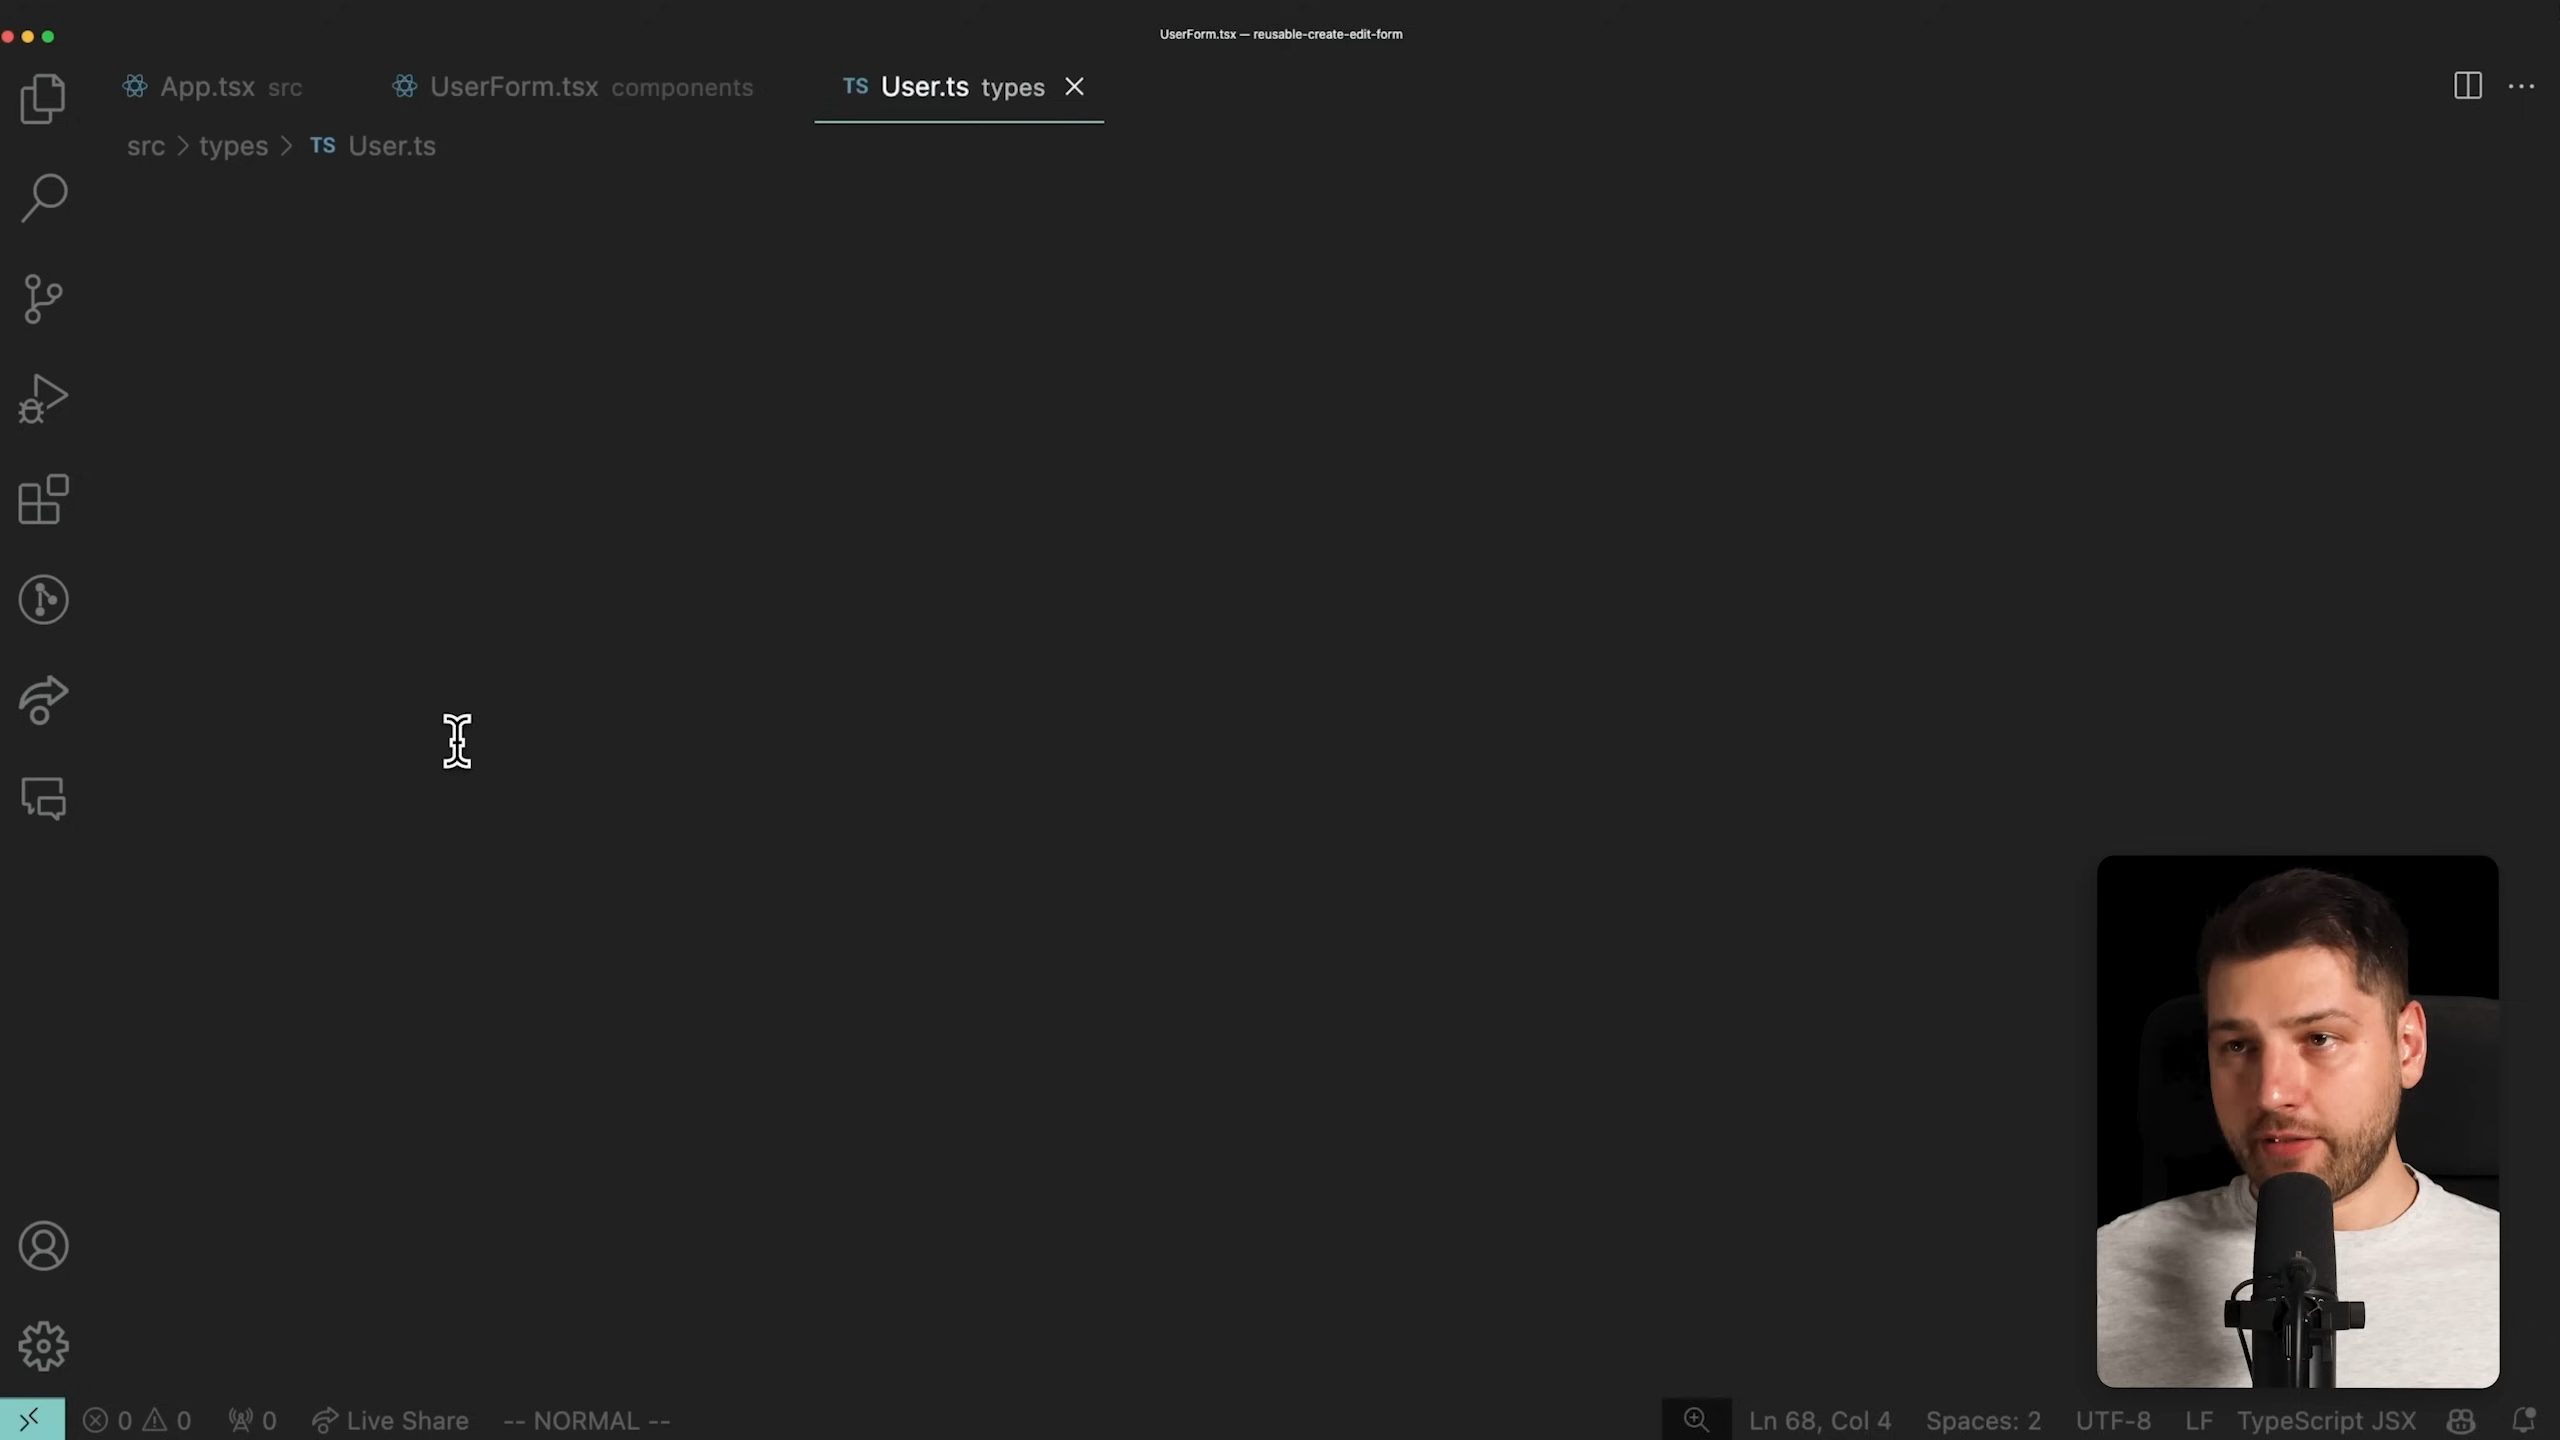 UserForm.tsx — reusable-create-edit-form
App.tsx src UserForm.tsx components TS User.ts types
src > types > TS User.ts
0 0 0 Live Share -- NORMAL -- Ln 68, Col 4 Spaces: 2 UTF-8 LF TypeScript JSX